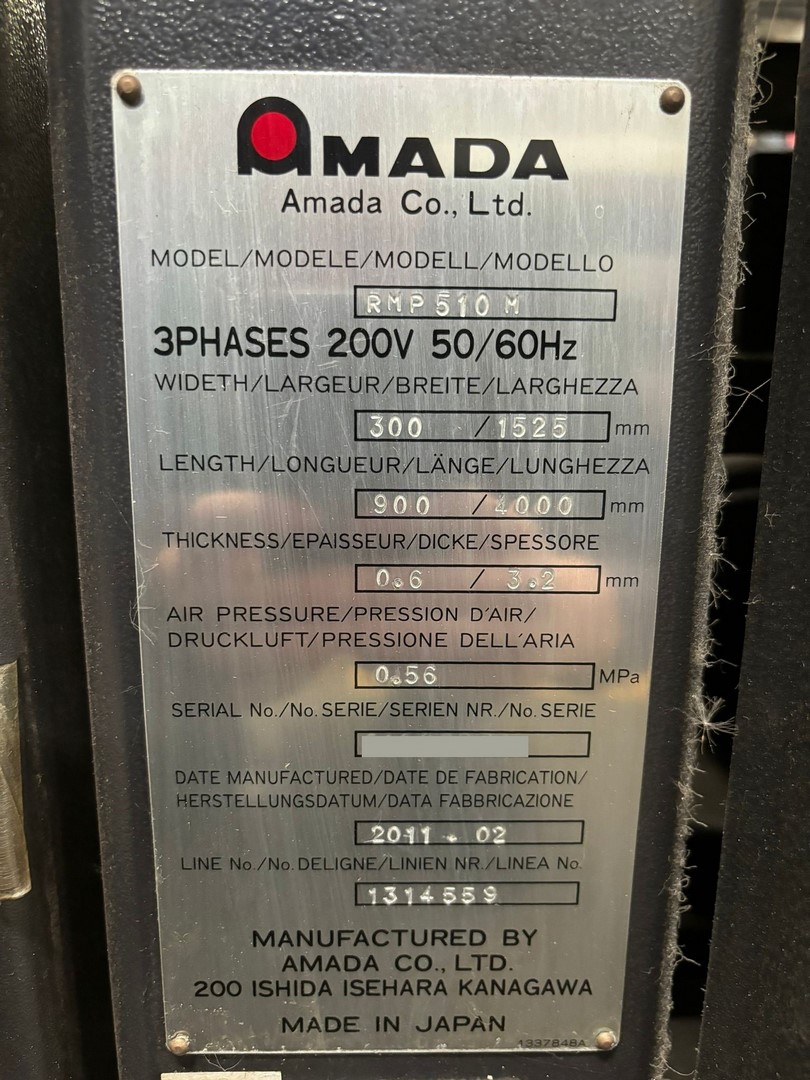 AMADA
Amada Co., Ltd.
MODEL/MODELE/MODELL/MODELLO
RMP 510 M
3PHASES 200V 50/60Hz
WIDETH/LARGEUR/BREITE/LARGHEZZA
300 / 1525 mm
LENGTH/LONGUEUR/LÄNGE/LUNGHEZZA
900 / 4000 mm
THICKNESS/EPAISSEUR/DICKE/SPESSORE
0.6 / 3.2 mm
AIR PRESSURE/PRESSION D'AIR/
DRUCKLUFT/PRESSIONE DELL'ARIA
0.56 MPa
SERIAL No./No. SERIE/SERIEN NR./No. SERIE
DATE MANUFACTURED/DATE DE FABRICATION/
HERSTELLUNGSDATUM/DATA FABBRICAZIONE
2011 . 02
LINE No./No. DELIGNE/LINIEN NR./LINEA No.
1314559
MANUFACTURED BY
AMADA CO., LTD.
200 ISHIDA ISEHARA KANAGAWA
MADE IN JAPAN
1337848A